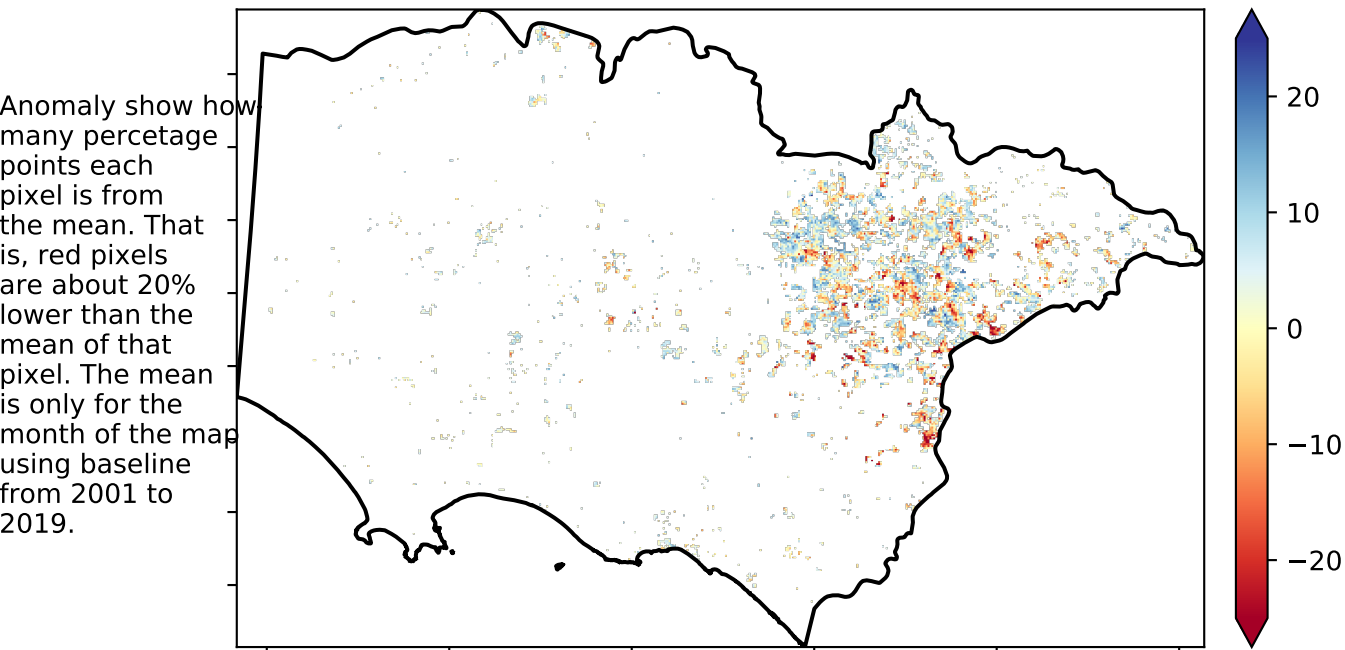 Anomaly show how
many percetage
points each
pixel is from
the mean. That
is, red pixels
are about 20%
lower than the
mean of that
pixel. The mean
is only for the
month of the map
using baseline
from 2001 to
2019.
20
10
0
−10
−20